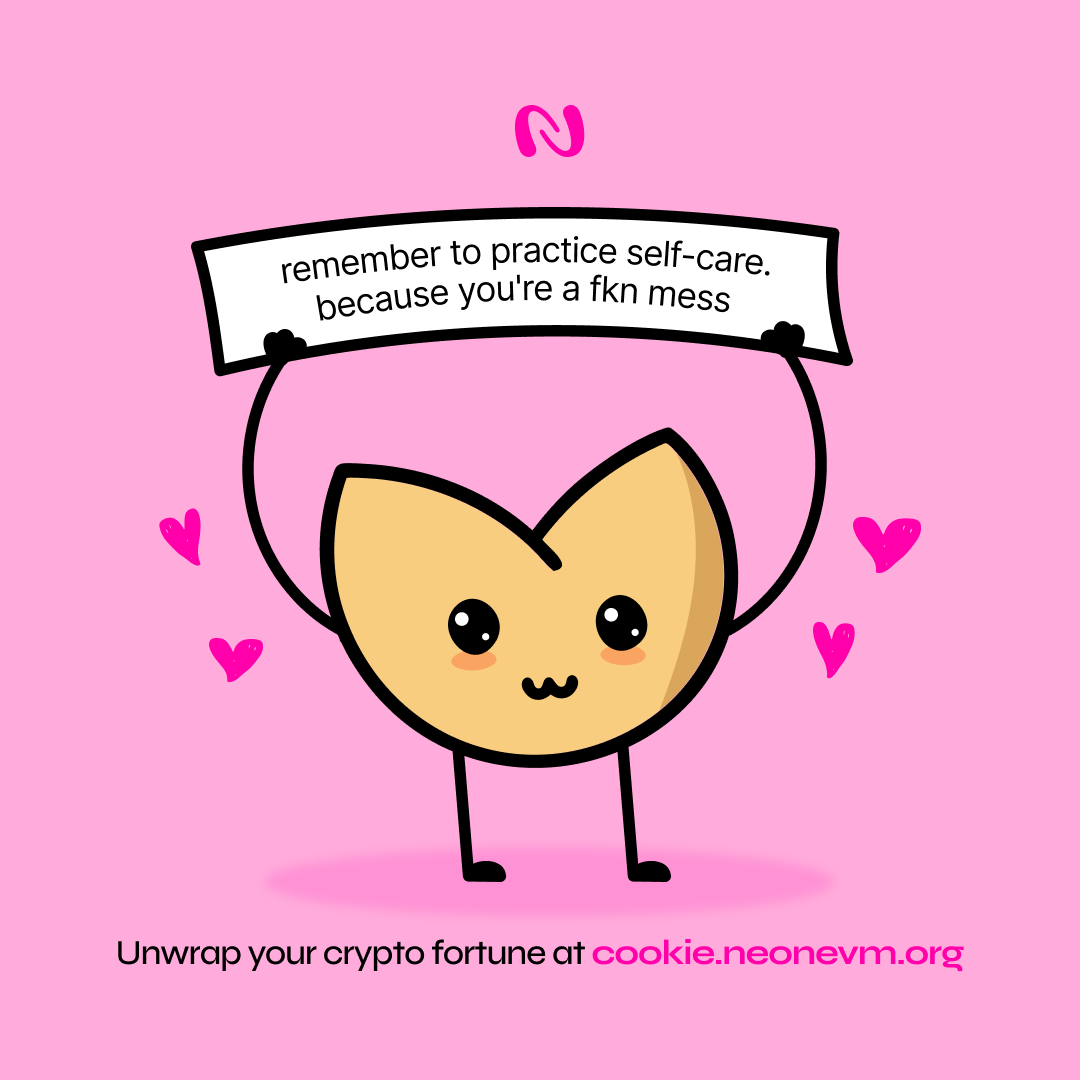 N
remember to practice self-care.
because you're a fkn mess
Unwrap your crypto fortune at cookie.neonevm.org